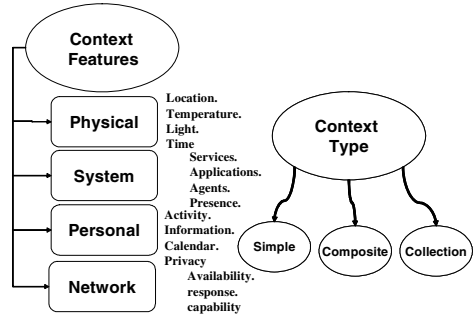 Context
Features
Physical
Location.
Temperature.
Light.
Time
System
Services.
Applications.
Agents.
Presence.
Personal
Activity.
Information.
Calendar.
Privacy
Network
Availability.
response.
capability
Context
Type
Simple
Composite
Collection